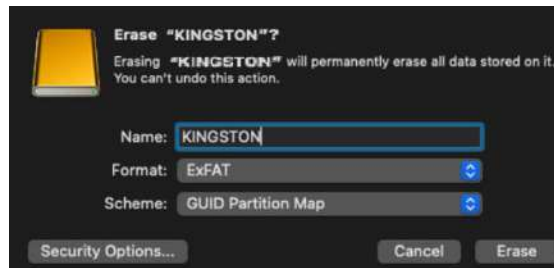 Erase “KINGSTON”?
Erasing “KINGSTON” will permanently erase all data stored on it.
You can't undo this action.
Name: KINGSTON
Format: ExFAT
Scheme: GUID Partition Map
Security Options... Cancel Erase